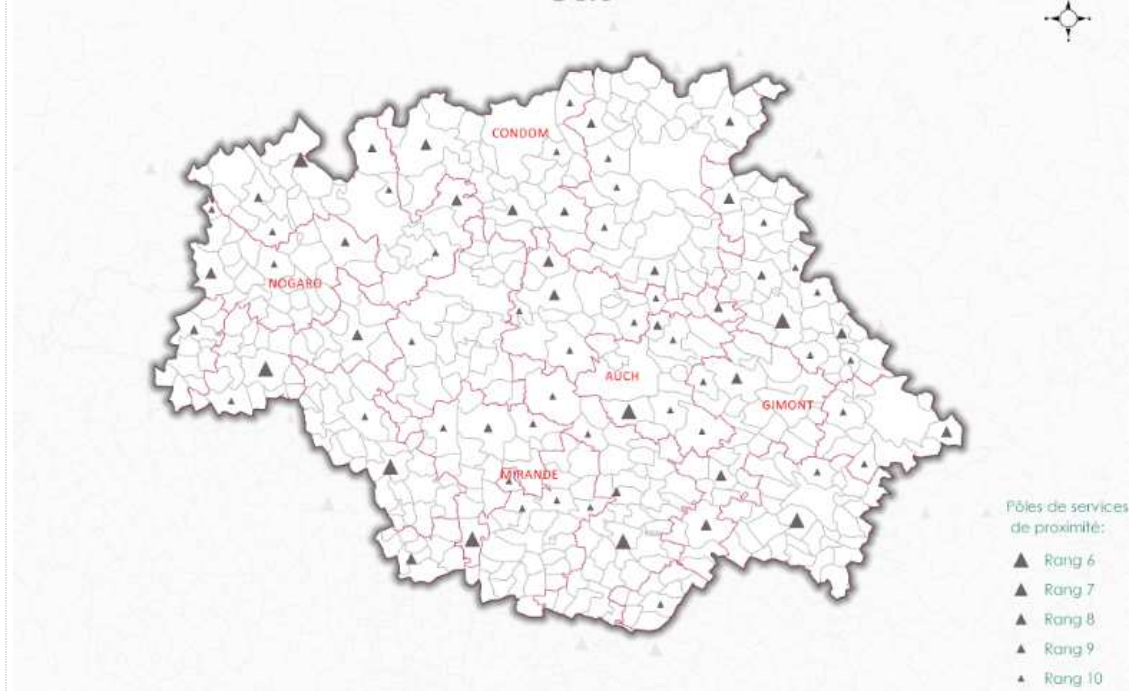 CONDOM
NOGARO
AUCH
GIMONT
MIRANDE
Pôles de services
de proximité:
Rang 6
Rang 7
Rang 8
Rang 9
Rang 10